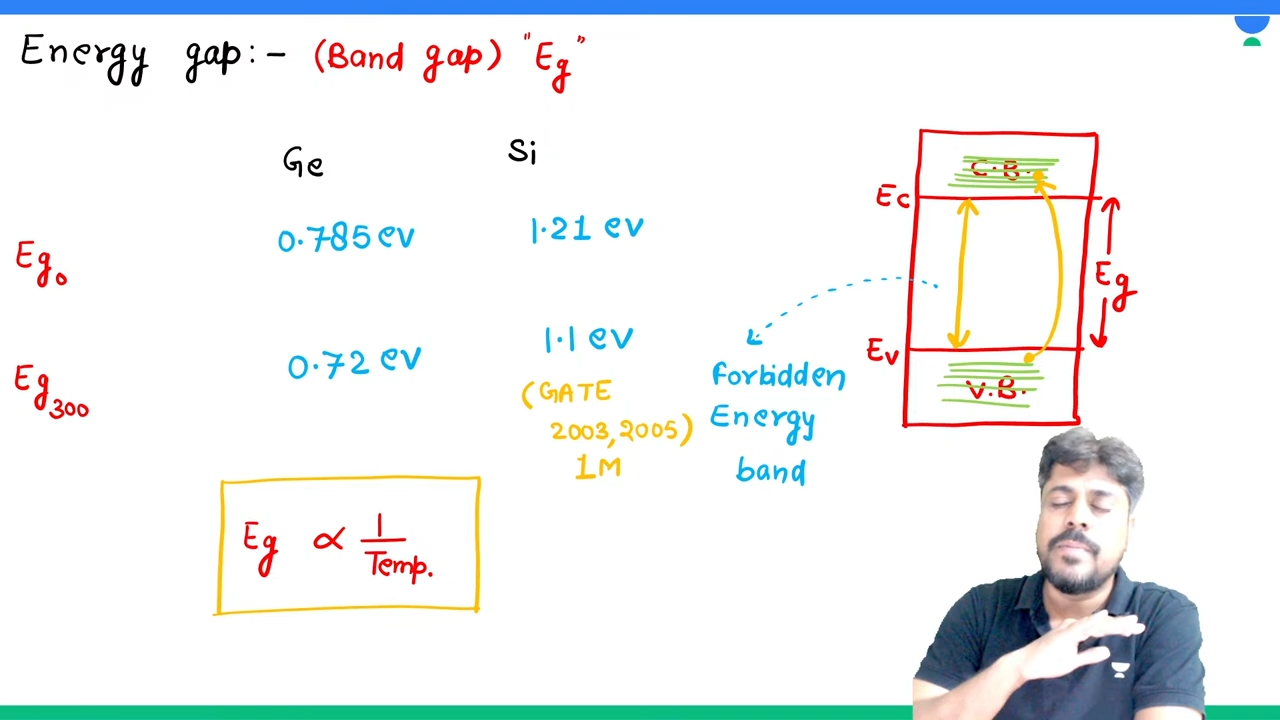 Energy gap:- (Band gap) "Eg"
Ge Si
Eg₀ 0.785 ev 1.21 ev
Eg₃₀₀ 0.72 ev 1.1 ev
(GATE
2003, 2005)
1M
Eg ∝ 1/Temp.
Forbidden
Energy
band
C.B.
Ec
Eg
Ev
V.B.